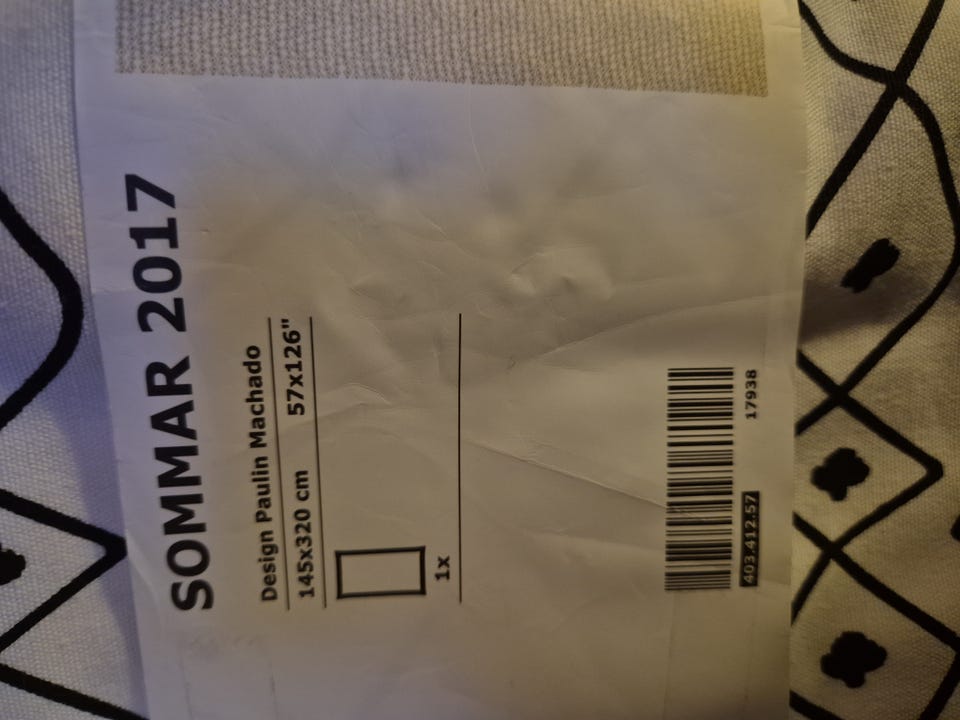 SOMMAR 2017
Design Paulin Machado
145x320 cm 57x126"
1x
403.412.57 17938